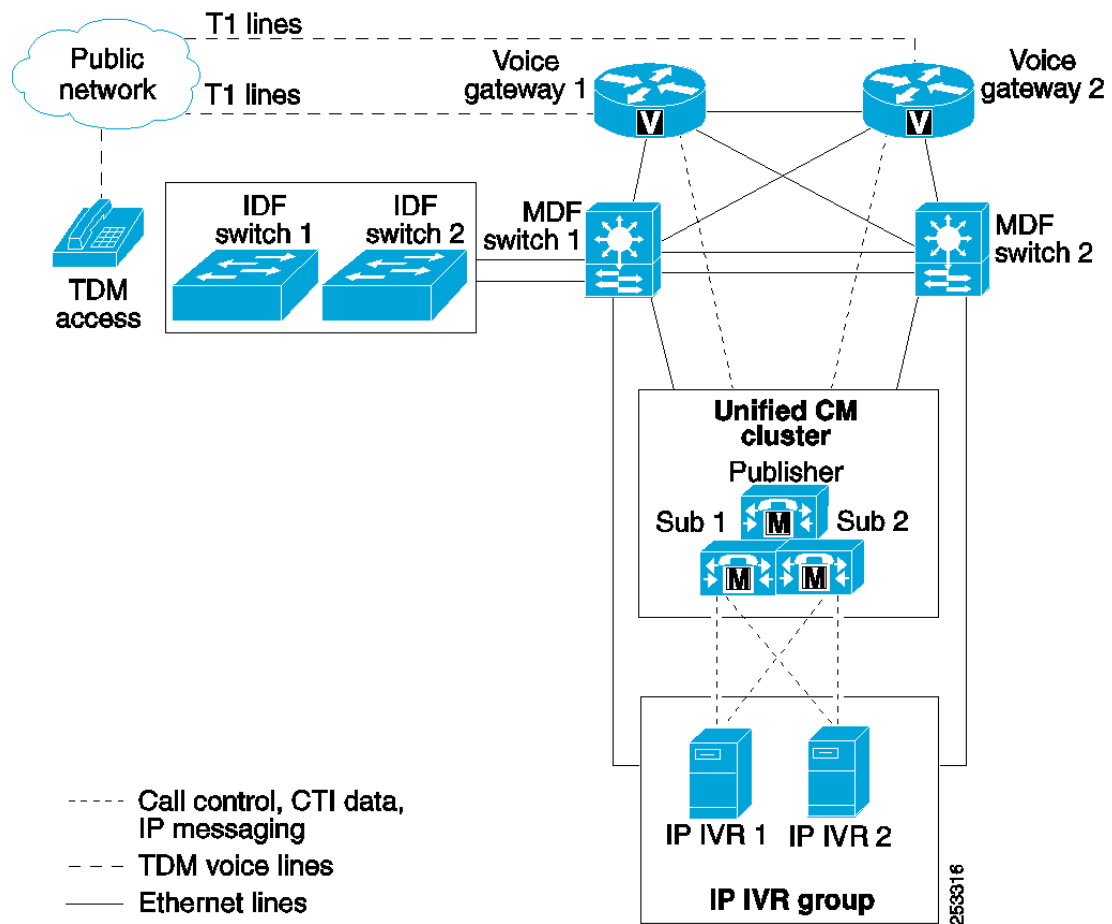 T1 lines
Public
network
T1 lines
Voice
gateway 1
Voice
gateway 2
V
V
TDM
access
IDF
switch 1
IDF
switch 2
MDF
switch 1
MDF
switch 2
Unified CM
cluster
Publisher
Sub 1
Sub 2
M
M
M
IP IVR 1
IP IVR 2
IP IVR group
Call control, CTI data,
IP messaging
TDM voice lines
Ethernet lines
253316